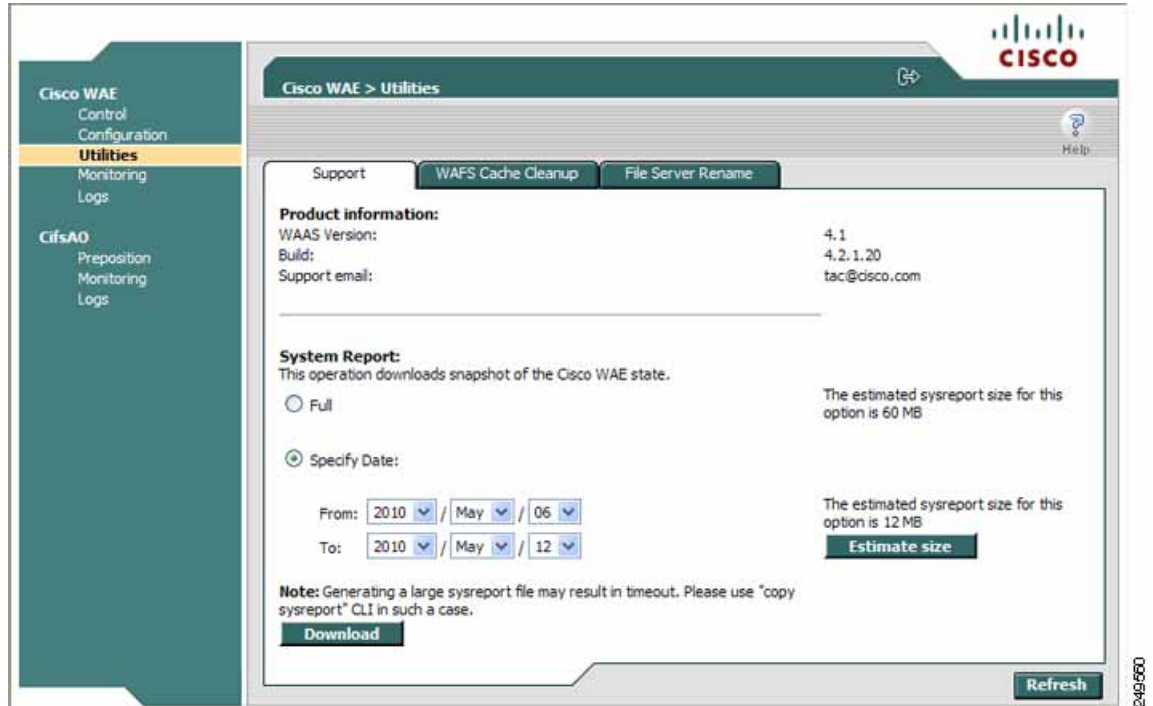 CISCO
Cisco WAE
Control
Configuration
Utilities
Monitoring
Logs
CifsAO
Preposition
Monitoring
Logs
Cisco WAE > Utilities
Help
Support
WAFS Cache Cleanup
File Server Rename
Product information:
WAAS Version: 4.1
Build: 4.2.1.20
Support email: tac@cisco.com
System Report:
This operation downloads snapshot of the Cisco WAE state.
Full
The estimated sysreport size for this
option is 60 MB
Specify Date:
From: 2010 / May / 06
The estimated sysreport size for this
option is 12 MB
To: 2010 / May / 12
Estimate size
Note: Generating a large sysreport file may result in timeout. Please use "copy
sysreport" CLI in such a case.
Download
Refresh
249560